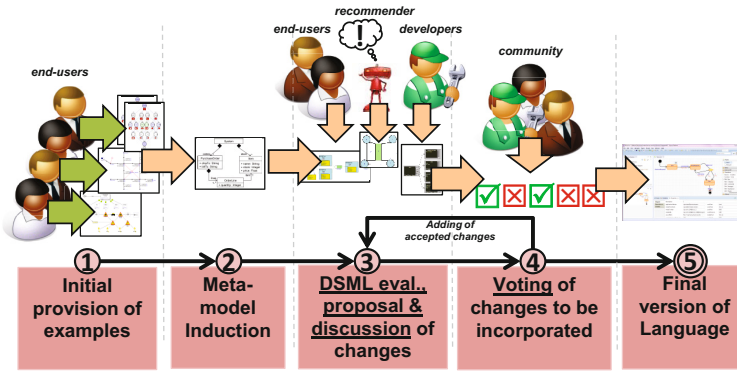 recommender
end-users
developers
community
end-users
Adding of
accepted changes
1
2
3
4
5
Initial
provision of
examples
Meta-
model
Induction
DSML eval.,
proposal &
discussion of
changes
Voting of
changes to be
incorporated
Final
version of
Language